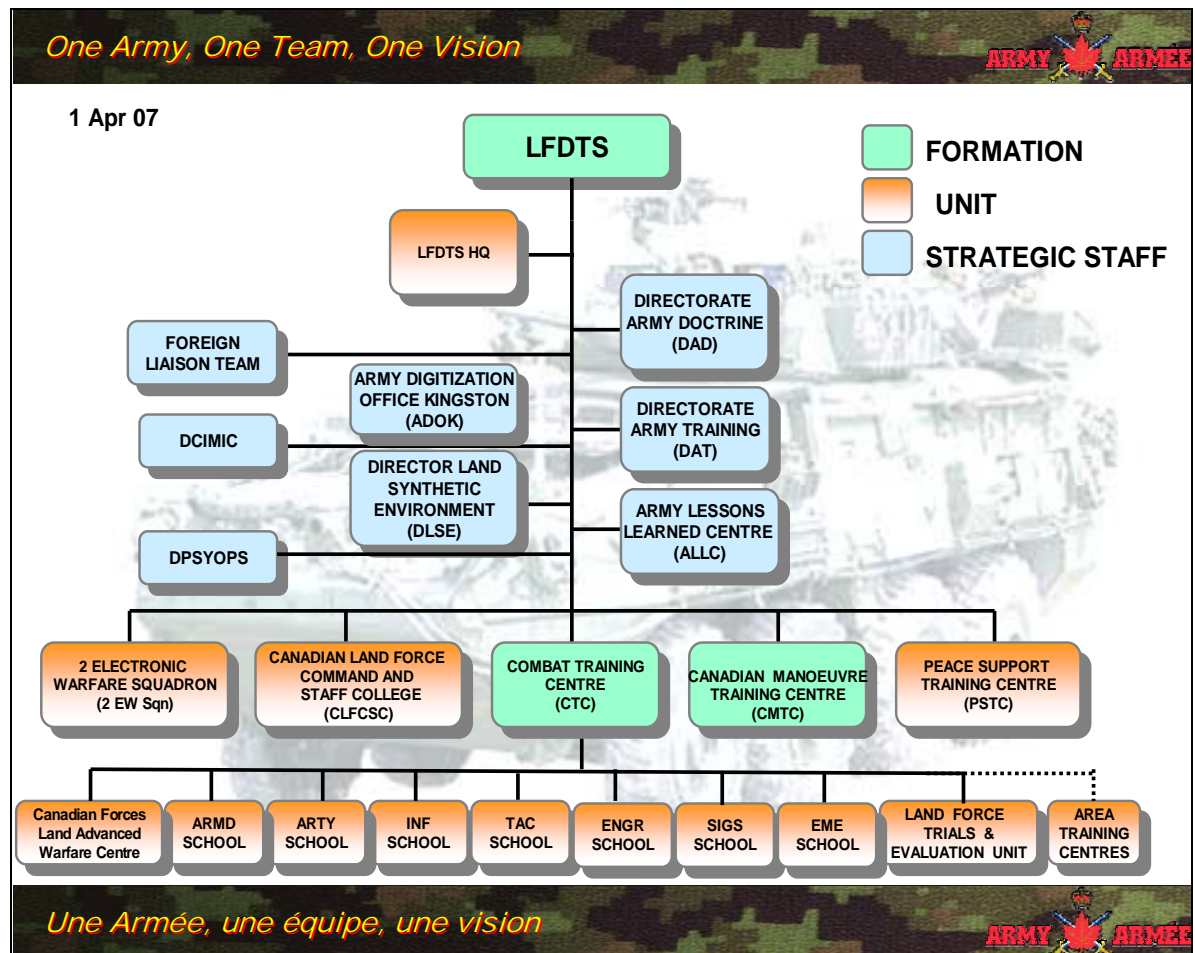 One Army, One Team, One Vision
ARMY ARMÉE
1 Apr 07
LFDTS
FORMATION
UNIT
STRATEGIC STAFF
LFDTS HQ
DIRECTORATE
ARMY DOCTRINE
(DAD)
FOREIGN
LIAISON TEAM
ARMY DIGITIZATION
OFFICE KINGSTON
(ADOK)
DIRECTORATE
ARMY TRAINING
(DAT)
DCIMIC
DIRECTOR LAND
SYNTHETIC
ENVIRONMENT
(DLSE)
ARMY LESSONS
LEARNED CENTRE
(ALLC)
DPSYOPS
2 ELECTRONIC
WARFARE SQUADRON
(2 EW Sqn)
CANADIAN LAND FORCE
COMMAND AND
STAFF COLLEGE
(CLFCSC)
COMBAT TRAINING
CENTRE
(CTC)
CANADIAN MANOEUVRE
TRAINING CENTRE
(CMTC)
PEACE SUPPORT
TRAINING CENTRE
(PSTC)
Canadian Forces
Land Advanced
Warfare Centre
ARMD
SCHOOL
ARTY
SCHOOL
INF
SCHOOL
TAC
SCHOOL
ENGR
SCHOOL
SIGS
SCHOOL
EME
SCHOOL
LAND FORCE
TRIALS &
EVALUATION UNIT
AREA
TRAINING
CENTRES
Une Armée, une équipe, une vision
ARMY ARMÉE